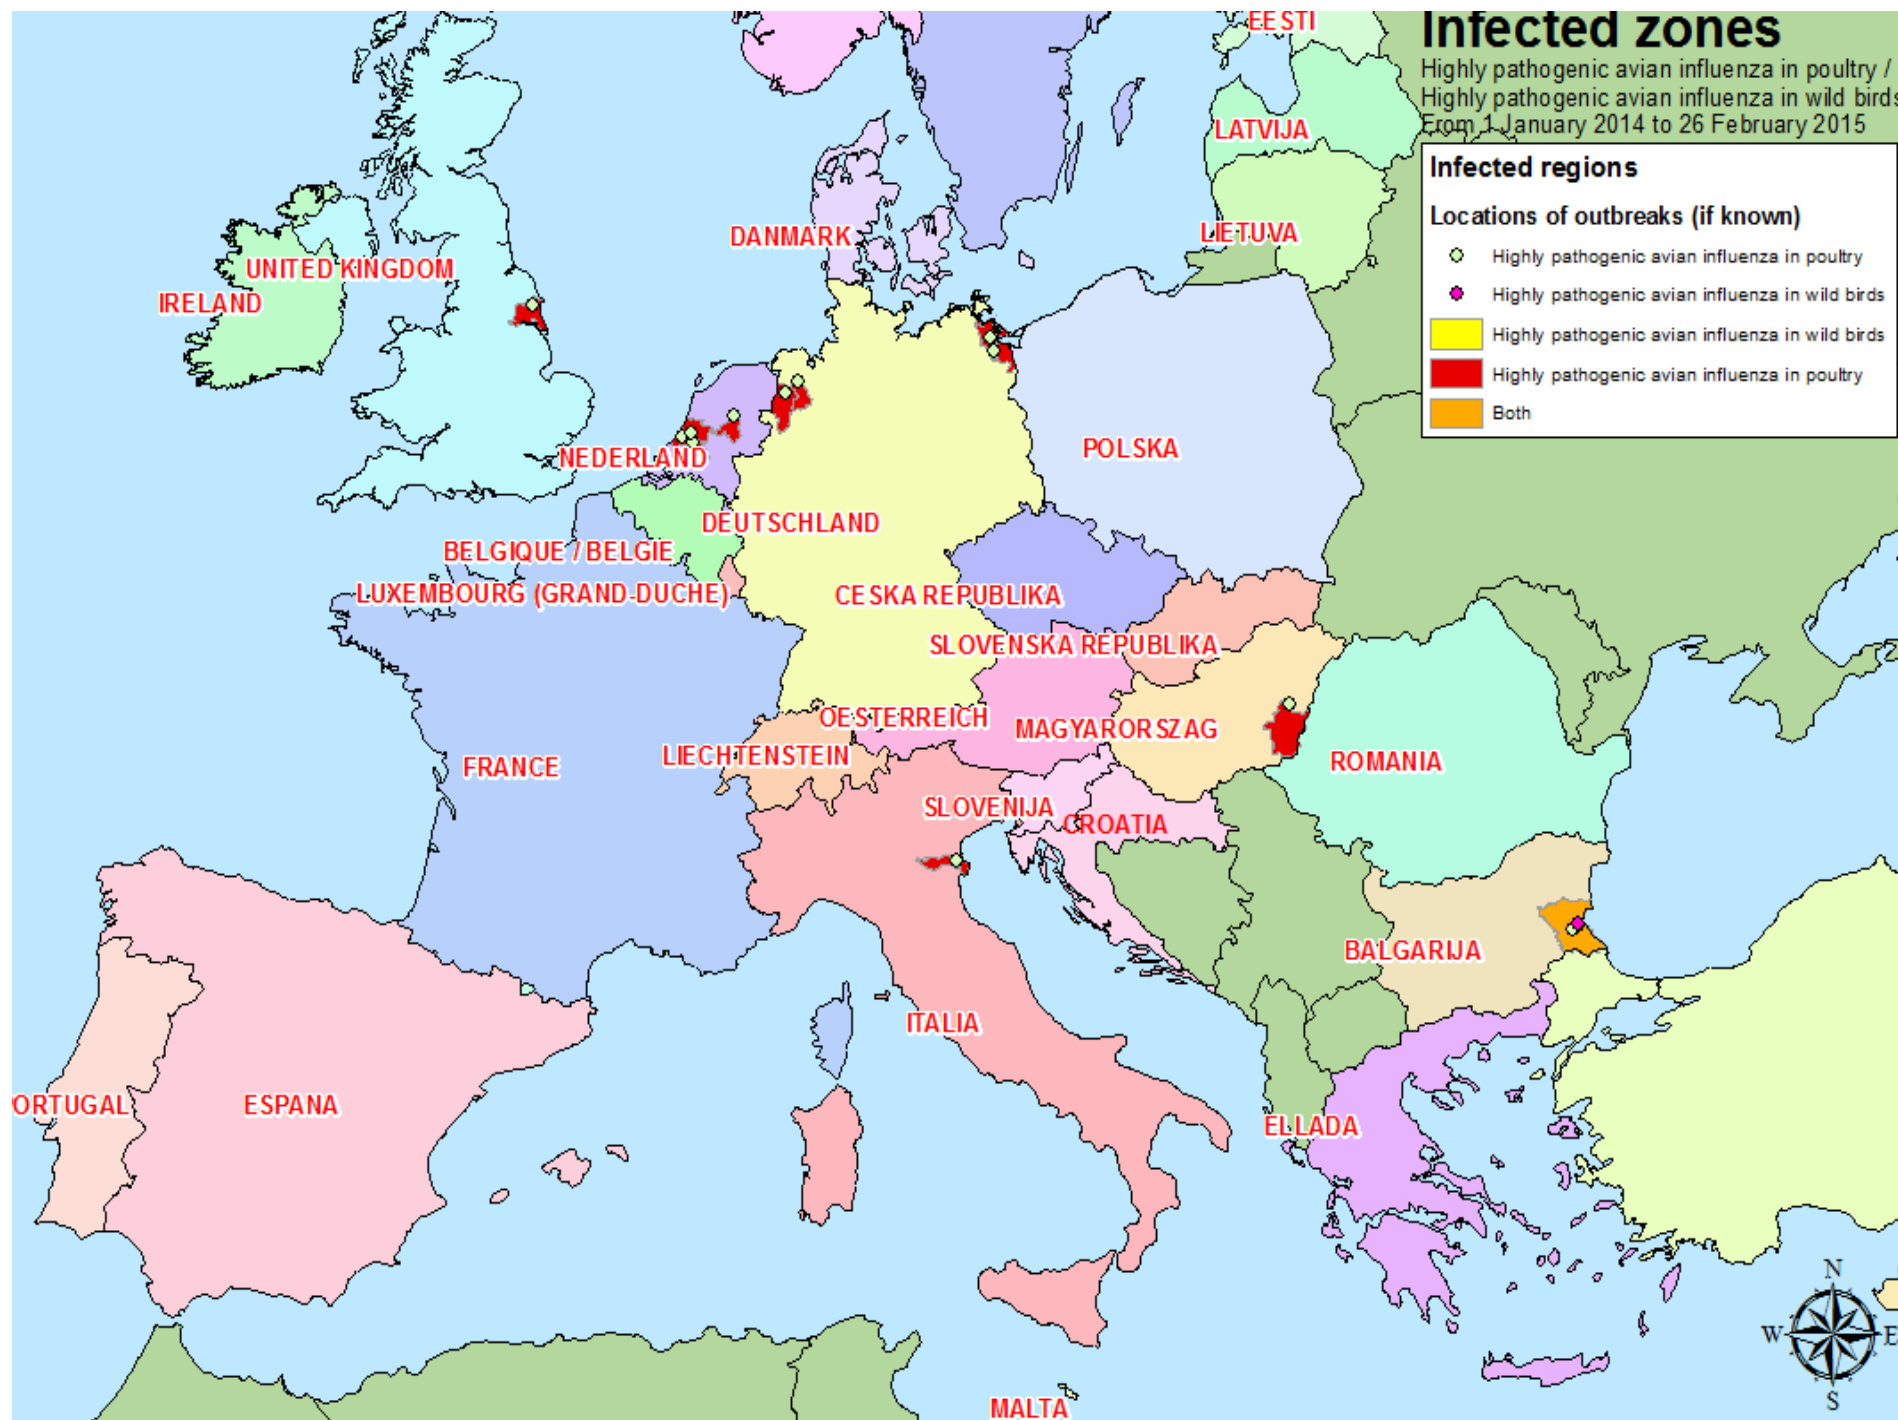 Infected zones
Highly pathogenic avian influenza in poultry /
Highly pathogenic avian influenza in wild birds
From 1 January 2014 to 26 February 2015
Infected regions
Locations of outbreaks (if known)
Highly pathogenic avian influenza in poultry
Highly pathogenic avian influenza in wild birds
Highly pathogenic avian influenza in wild birds
Highly pathogenic avian influenza in poultry
Both
EESTI
LATVIJA
LIETUVA
DANMARK
UNITED KINGDOM
IRELAND
POLSKA
NEDERLAND
DEUTSCHLAND
BELGIQUE / BELGIE
LUXEMBOURG (GRAND-DUCHE)
CESKA REPUBLIKA
SLOVENSKA REPUBLIKA
OESTERREICH
MAGYARORSZAG
LIECHTENSTEIN
FRANCE
ROMANIA
SLOVENIJA
CROATIA
BALGARIJA
ITALIA
PORTUGAL
ESPANA
ELLADA
N
W
E
S
MALTA